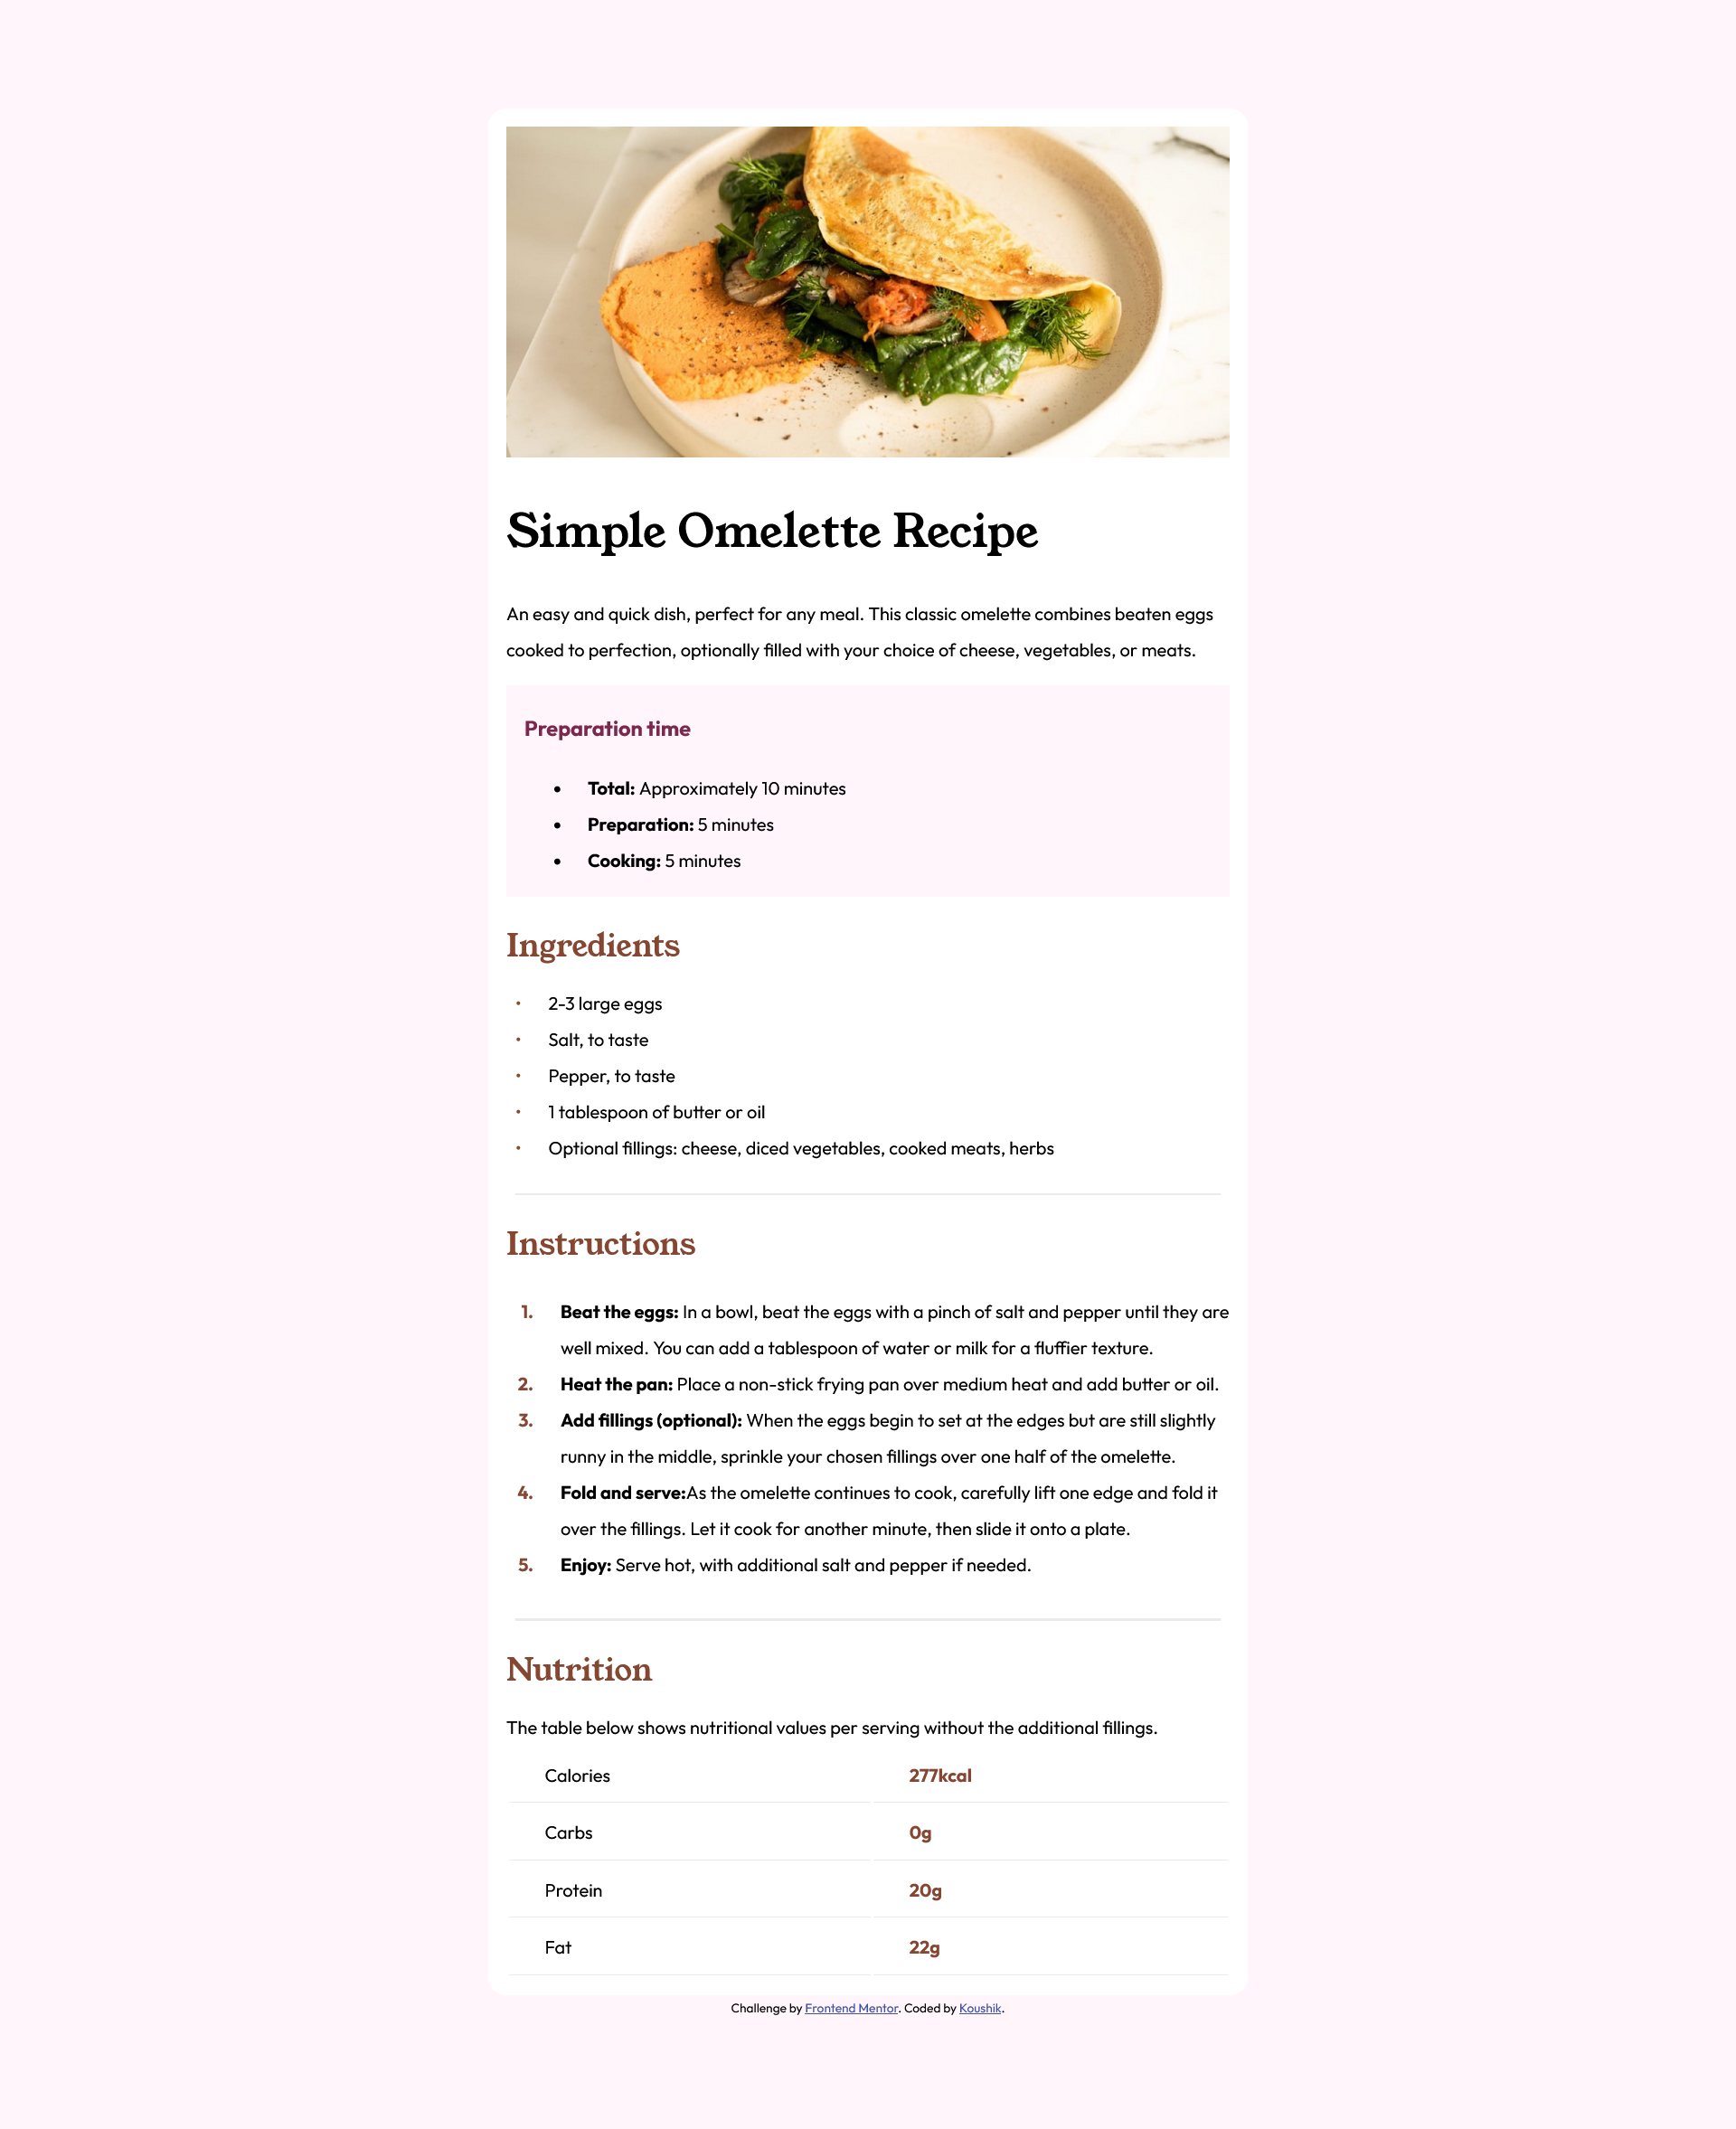 Simple Omelette Recipe
An easy and quick dish, perfect for any meal. This classic omelette combines beaten eggs
cooked to perfection, optionally filled with your choice of cheese, vegetables, or meats.
Preparation time
• Total: Approximately 10 minutes
• Preparation: 5 minutes
• Cooking: 5 minutes
Ingredients
• 2-3 large eggs
• Salt, to taste
• Pepper, to taste
• 1 tablespoon of butter or oil
• Optional fillings: cheese, diced vegetables, cooked meats, herbs
Instructions
1. Beat the eggs: In a bowl, beat the eggs with a pinch of salt and pepper until they are
well mixed. You can add a tablespoon of water or milk for a fluffier texture.
2. Heat the pan: Place a non-stick frying pan over medium heat and add butter or oil.
3. Add fillings (optional): When the eggs begin to set at the edges but are still slightly
runny in the middle, sprinkle your chosen fillings over one half of the omelette.
4. Fold and serve:As the omelette continues to cook, carefully lift one edge and fold it
over the fillings. Let it cook for another minute, then slide it onto a plate.
5. Enjoy: Serve hot, with additional salt and pepper if needed.
Nutrition
The table below shows nutritional values per serving without the additional fillings.
Calories 277kcal
Carbs 0g
Protein 20g
Fat 22g
Challenge by Frontend Mentor. Coded by Koushik.